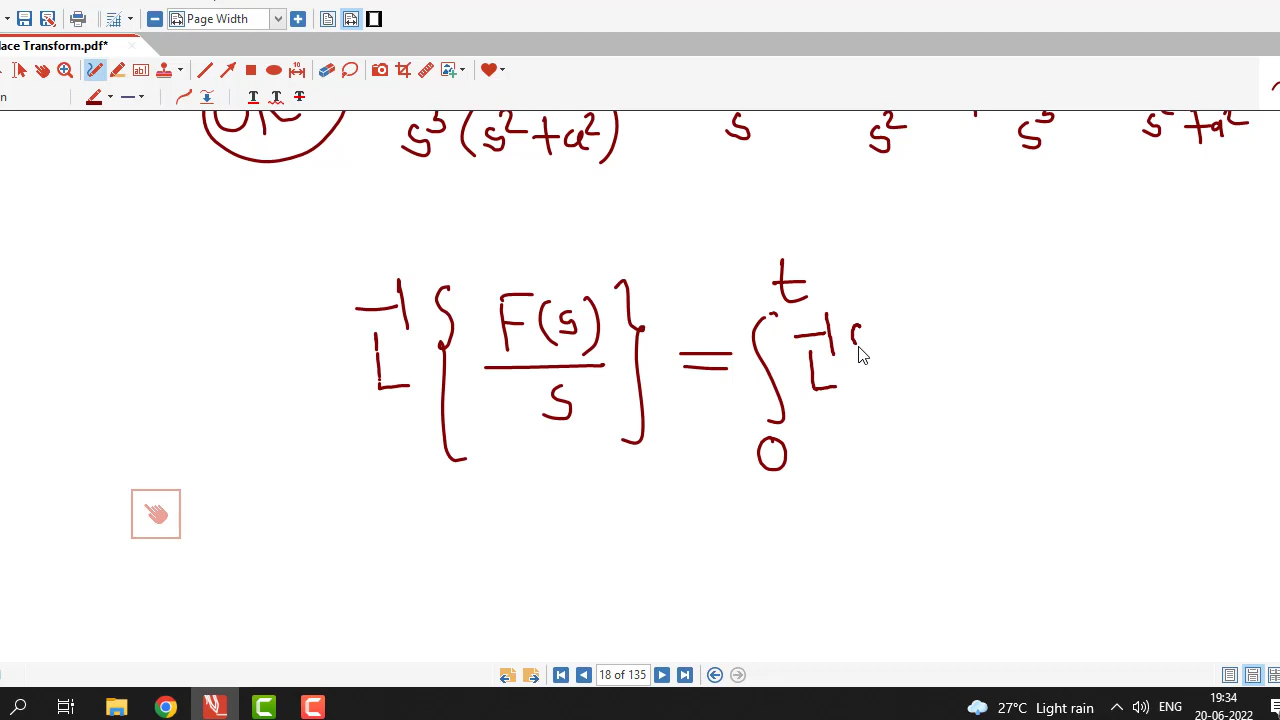 Page Width
lace Transform.pdf*
n
s³(s²+a²) s s² s³ s²+a²
L⁻¹{F(s)/s} = ∫₀ᵗ L⁻¹
18 of 135
27°C Light rain
ENG
19:34
20-06-2022